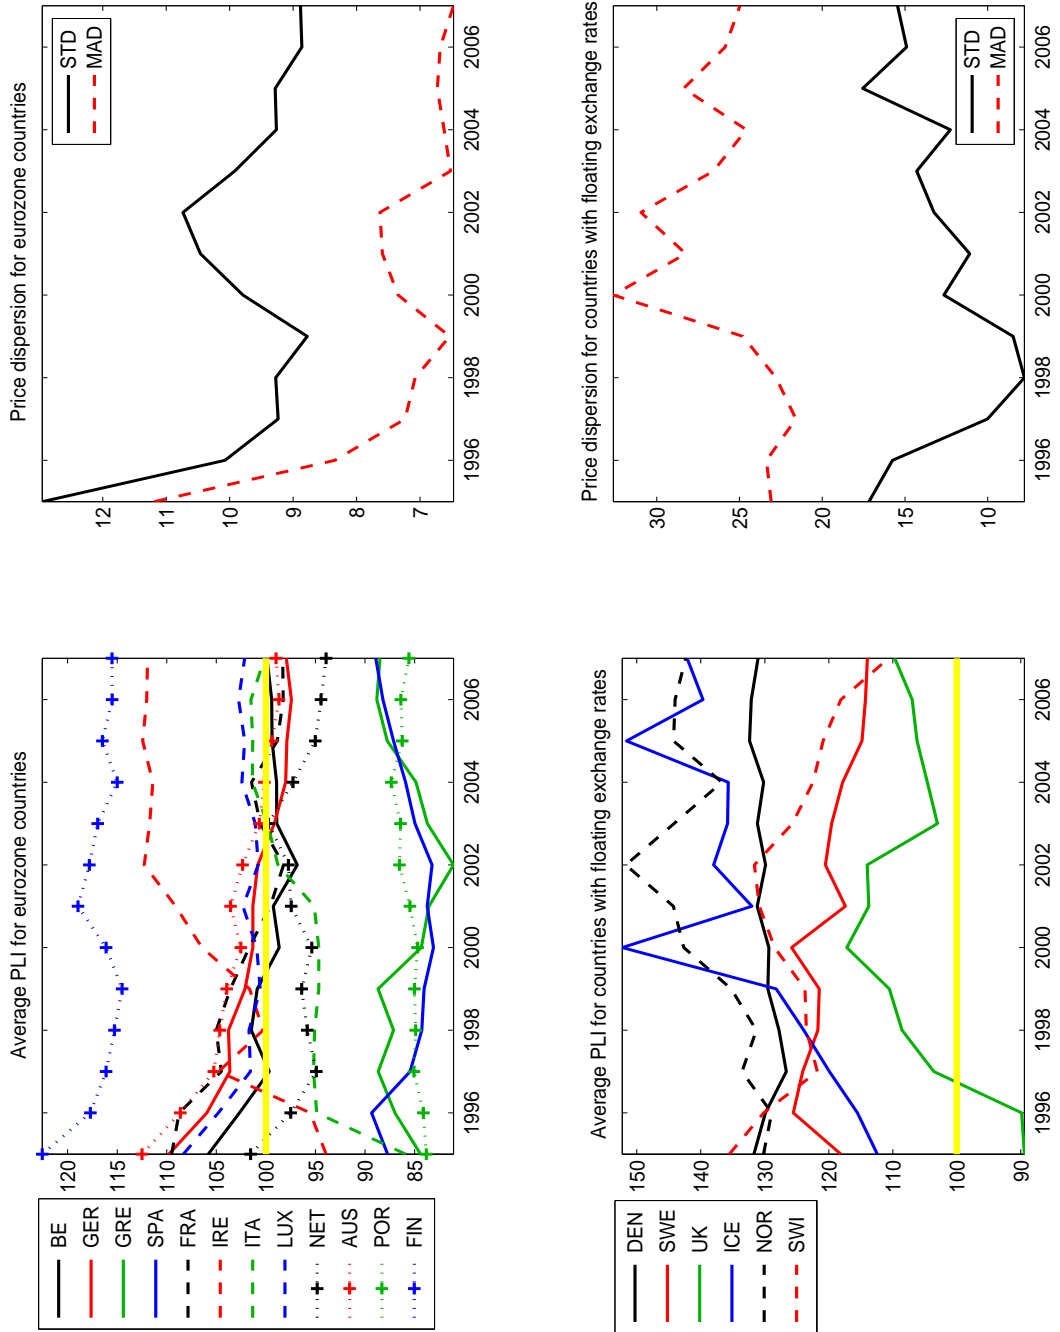 Average PLI for eurozone countries
BE
GER
GRE
SPA
FRA
IRE
ITA
LUX
NET
AUS
POR
FIN
120
115
110
105
100
95
90
85
1996 1998 2000 2002 2004 2006
Price dispersion for eurozone countries
STD
MAD
12
11
10
9
8
7
1996 1998 2000 2002 2004 2006
Average PLI for countries with floating exchange rates
DEN
SWE
UK
ICE
NOR
SWI
150
140
130
120
110
100
90
1996 1998 2000 2002 2004 2006
Price dispersion for countries with floating exchange rates
30
25
20
15
10
STD
MAD
1996 1998 2000 2002 2004 2006